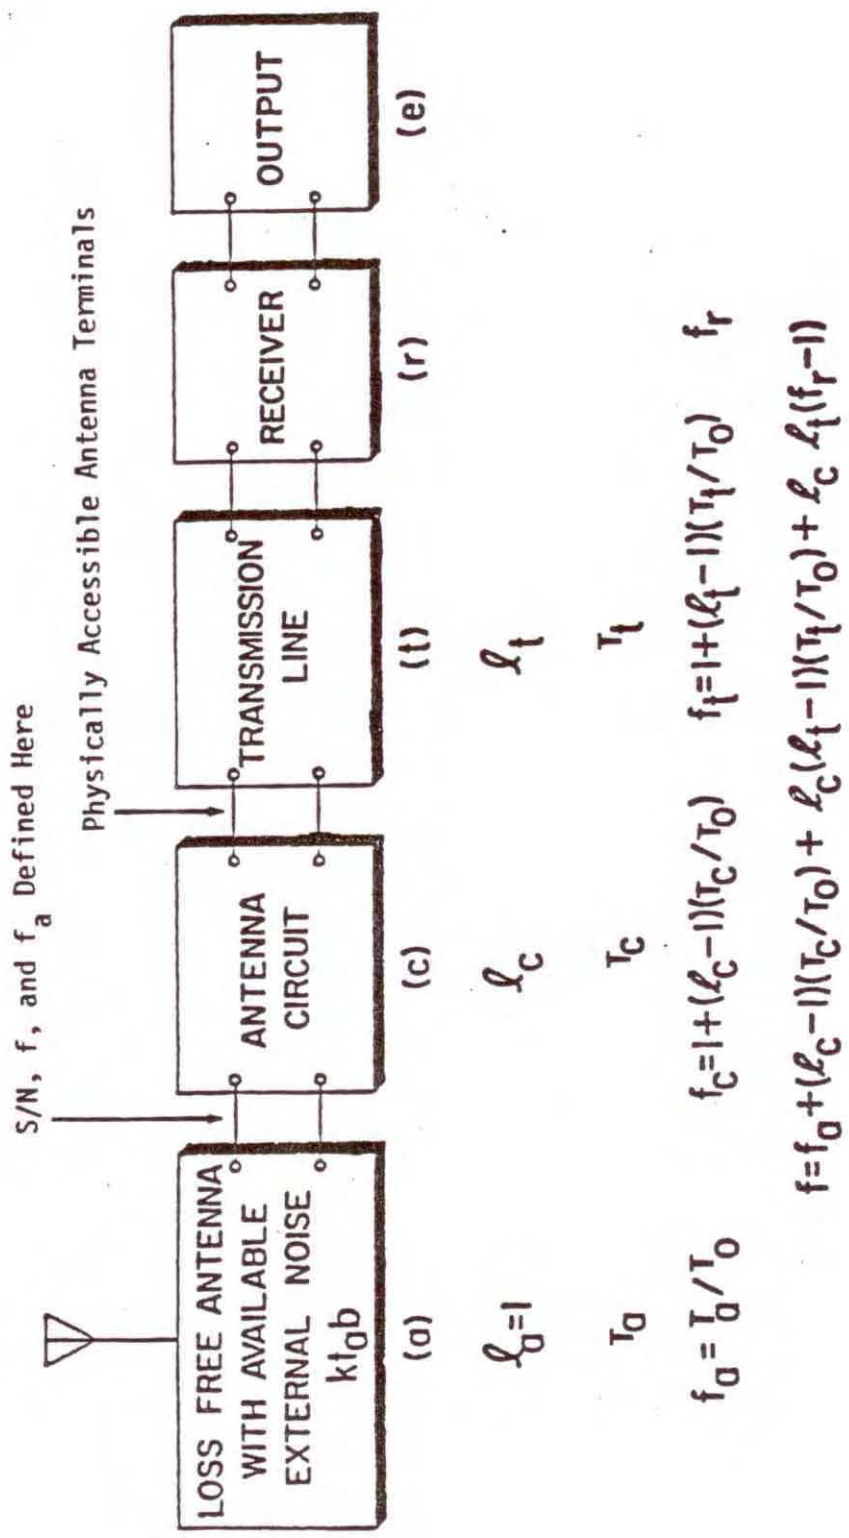 S/N, f, and f_a Defined Here
Physically Accessible Antenna Terminals
LOSS FREE ANTENNA
WITH AVAILABLE
EXTERNAL NOISE
kt_ab
ANTENNA
CIRCUIT
TRANSMISSION
LINE
RECEIVER
OUTPUT
(a) (c) (t) (r) (e)
ℓ_a=1 ℓ_c ℓ_t
T_a T_c T_t
f_a=T_a/T_0 f_c=1+(ℓ_c-1)(T_c/T_0) f_t=1+(ℓ_t-1)(T_t/T_0) f_r
f=f_a+(ℓ_c-1)(T_c/T_0)+ℓ_c(ℓ_t-1)(T_t/T_0)+ℓ_c ℓ_t(f_r-1)